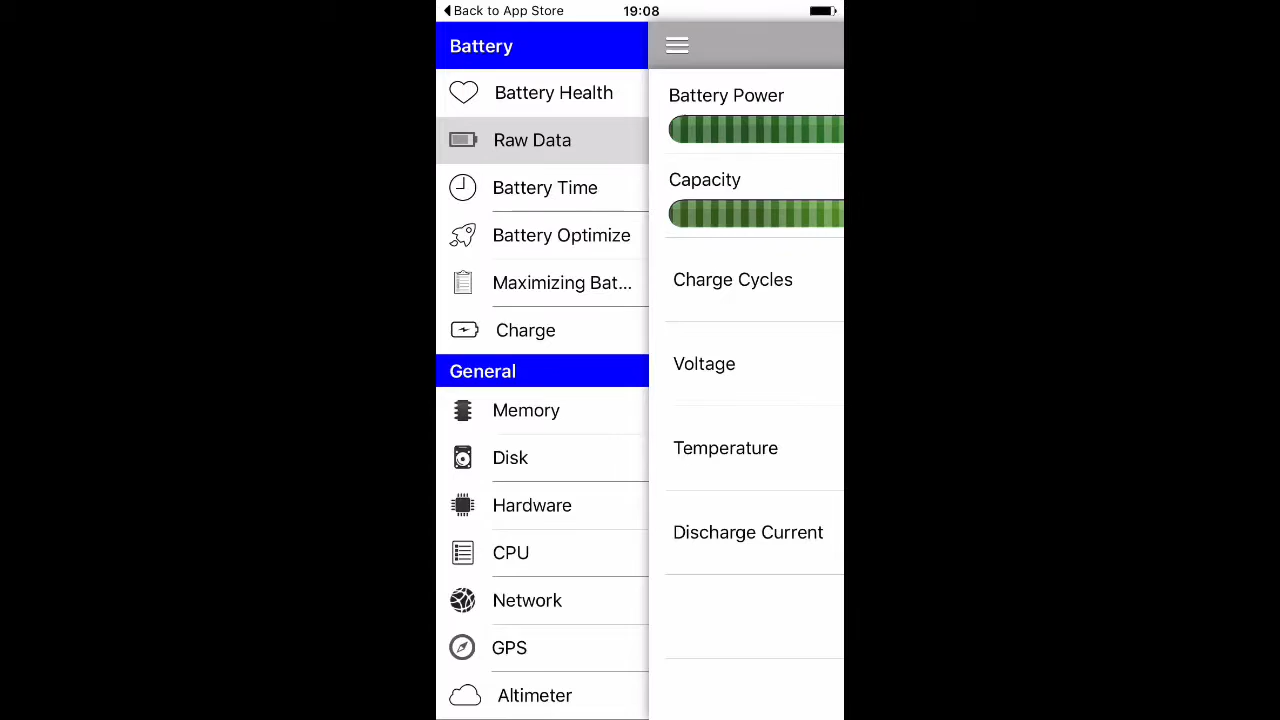 Back to App Store
19:08
Battery
Battery Health
Raw Data
Battery Time
Battery Optimize
Maximizing Bat...
Charge
General
Memory
Disk
Hardware
CPU
Network
GPS
Altimeter
Battery Power
Capacity
Charge Cycles
Voltage
Temperature
Discharge Current